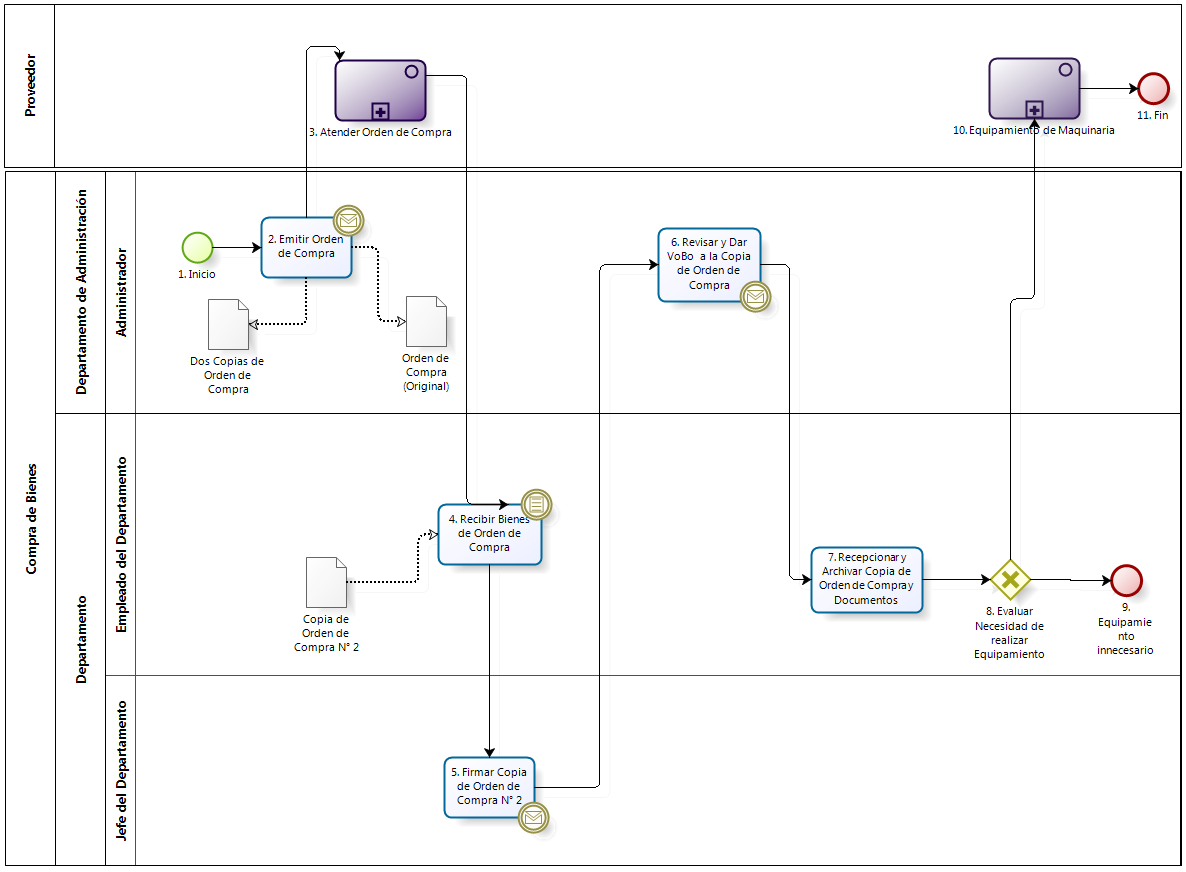 Proveedor
3. Atender Orden de Compra
10. Equipamiento de Maquinaria
11. Fin
Compra de Bienes
Departamento de Administración
Administrador
1. Inicio
2. Emitir Orden
de Compra
Dos Copias de
Orden de
Compra
Orden de
Compra
(Original)
6. Revisar y Dar
VoBo a la Copia
de Orden de
Compra
Departamento
Empleado del Departamento
4. Recibir Bienes
de Orden de
Compra
Copia de
Orden de
Compra N° 2
7. Recepcionar y
Archivar Copia de
Orden de Compra y
Documentos
8. Evaluar
Necesidad de
realizar
Equipamiento
9.
Equipamie
nto
innecesario
Jefe del Departamento
5. Firmar Copia
de Orden de
Compra N° 2